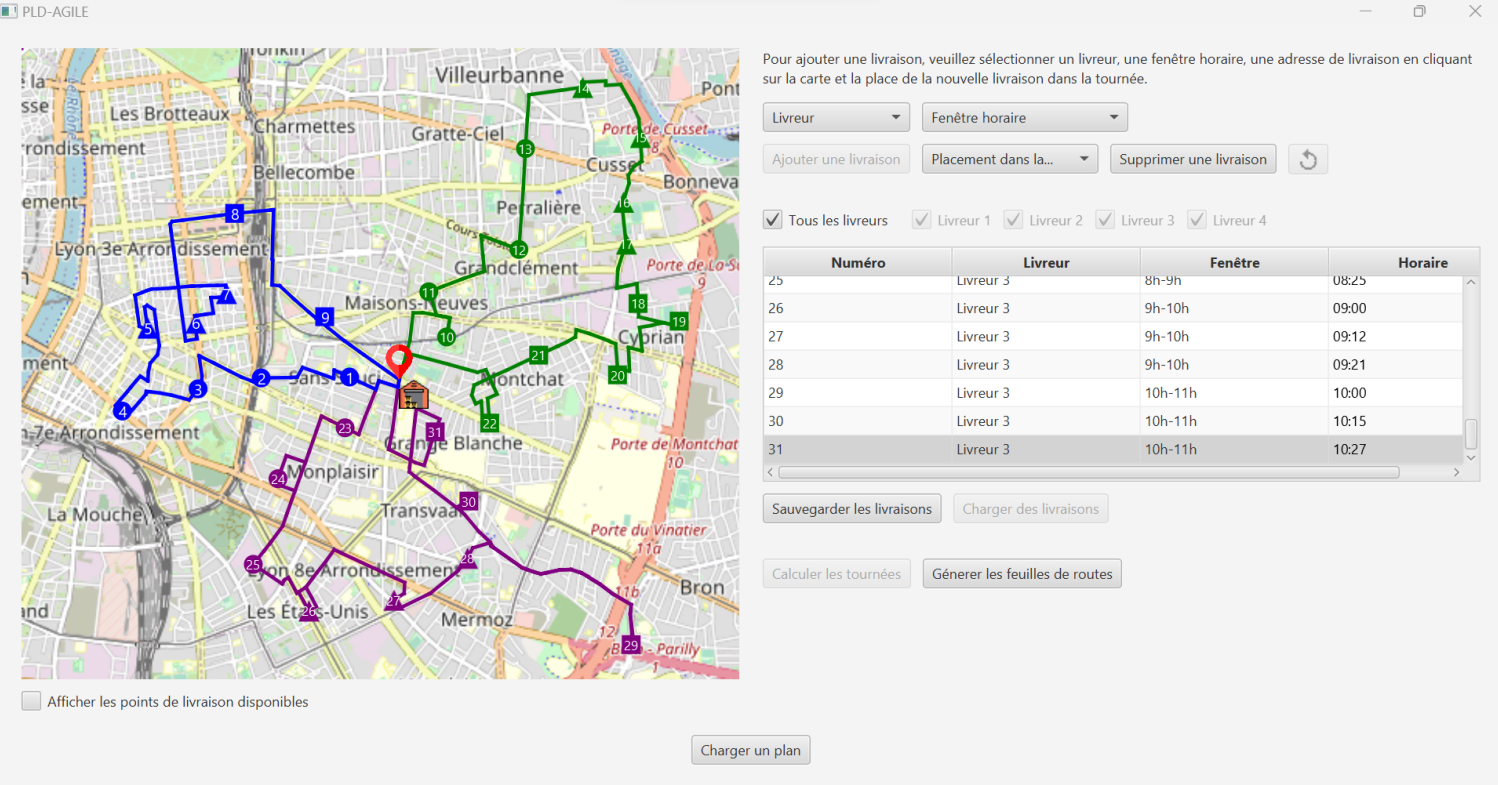 PLD-AGILE
Pour ajouter une livraison, veuillez sélectionner un livreur, une fenêtre horaire, une adresse de livraison en cliquant
sur la carte et la place de la nouvelle livraison dans la tournée.
Livreur
Fenêtre horaire
Ajouter une livraison
Placement dans la...
Supprimer une livraison
Tous les livreurs
Livreur 1
Livreur 2
Livreur 3
Livreur 4
Numéro Livreur Fenêtre Horaire
25 Livreur 3 8h-9h 08:25
26 Livreur 3 9h-10h 09:00
27 Livreur 3 9h-10h 09:12
28 Livreur 3 9h-10h 09:21
29 Livreur 3 10h-11h 10:00
30 Livreur 3 10h-11h 10:15
31 Livreur 3 10h-11h 10:27
Sauvegarder les livraisons
Charger des livraisons
Calculer les tournées
Génerer les feuilles de routes
Tonkin
Villeurbanne
14
Pont
Les Brotteaux
Charmettes
Gratte-Ciel
Porte de Cusset
8
15
rondissement
13
Cusset
Bellecombe
Bonneva
Perralière
16
8
Lyon 3e Arrondissement
12
17
Grandclément
Porte de La So
9
7
11
Maisons-Neuves
18
5
6
9
10
19
Cyprian
21
20
2
1
Montchat
3
4
22
7e Arrondissement
23
31
Grange Blanche
Porte de Montchat
10
24
Monplaisir
30
La Mouche
Transvaal
Porte du Vinatier
11a
28
25
Lyon 8e Arrondissement
11b
Bron
27
26
Les États-Unis
Mermoz
12
29
- Parilly
1
Afficher les points de livraison disponibles
Charger un plan